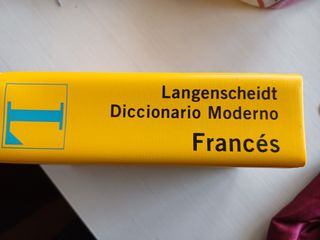 Langenscheidt
Diccionario Moderno
Francés